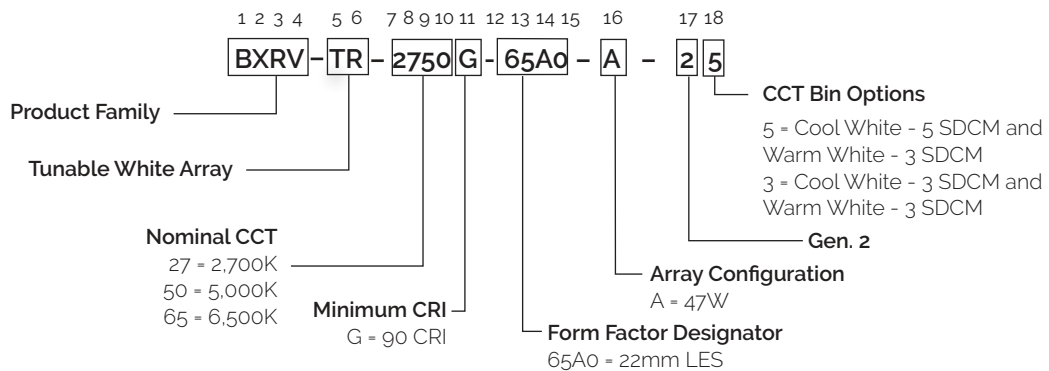 1 2 3 4 5 6 7 8 9 10 11 12 13 14 15 16 17 18
BXRV – TR – 2750 G - 65A0 – A – 2 5
Product Family
Tunable White Array
Nominal CCT
27 = 2,700K
50 = 5,000K
65 = 6,500K
Minimum CRI
G = 90 CRI
Form Factor Designator
65A0 = 22mm LES
Array Configuration
A = 47W
Gen. 2
CCT Bin Options
5 = Cool White - 5 SDCM and
Warm White - 3 SDCM
3 = Cool White - 3 SDCM and
Warm White - 3 SDCM